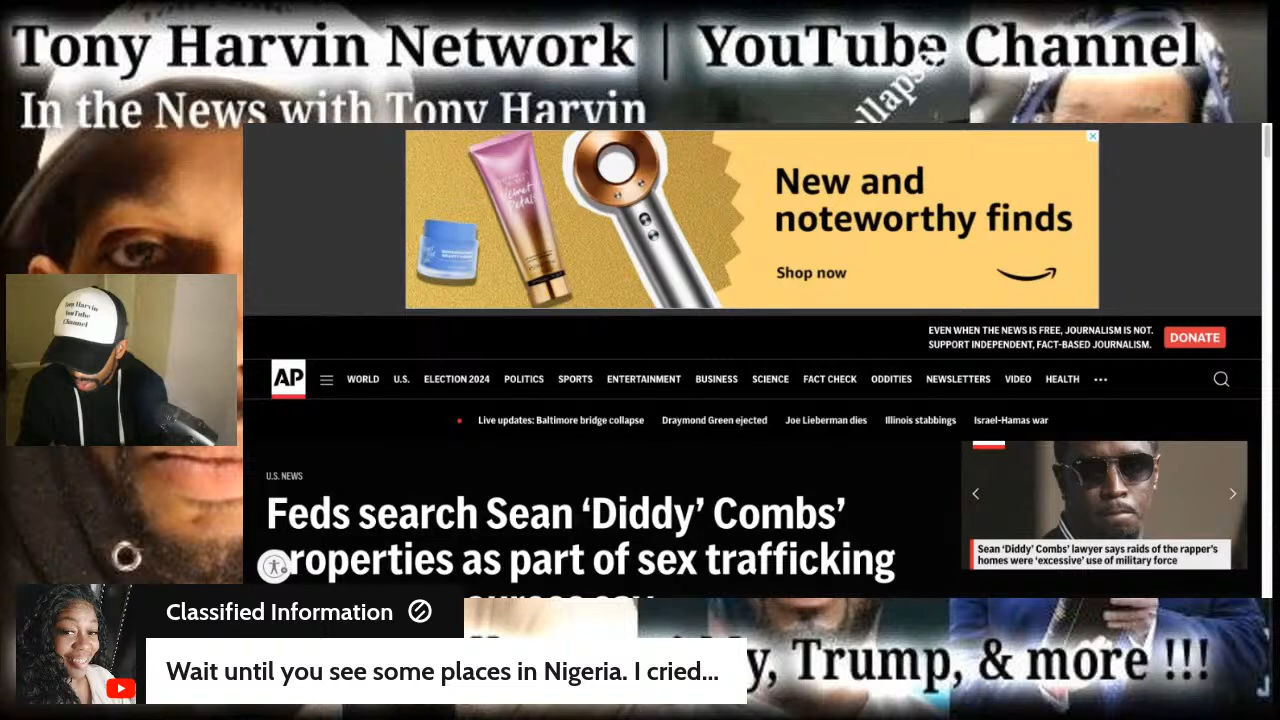 Tony Harvin Network | YouTube Channel
In the News with Tony Harvin
New and
noteworthy finds
Shop now
EVEN WHEN THE NEWS IS FREE, JOURNALISM IS NOT.
SUPPORT INDEPENDENT, FACT-BASED JOURNALISM.
DONATE
AP
WORLD U.S. ELECTION 2024 POLITICS SPORTS ENTERTAINMENT BUSINESS SCIENCE FACT CHECK ODDITIES NEWSLETTERS VIDEO HEALTH
Live updates: Baltimore bridge collapse Draymond Green ejected Joe Lieberman dies Illinois stabbings Israel-Hamas war
U.S. NEWS
Feds search Sean ‘Diddy’ Combs’
roperties as part of sex trafficking
Sean ‘Diddy’ Combs’ lawyer says raids of the rapper’s
homes were ‘excessive’ use of military force
Tony Harvin
YouTube
Channel
Classified Information
Wait until you see some places in Nigeria. I cried...
y, Trump, & more !!!